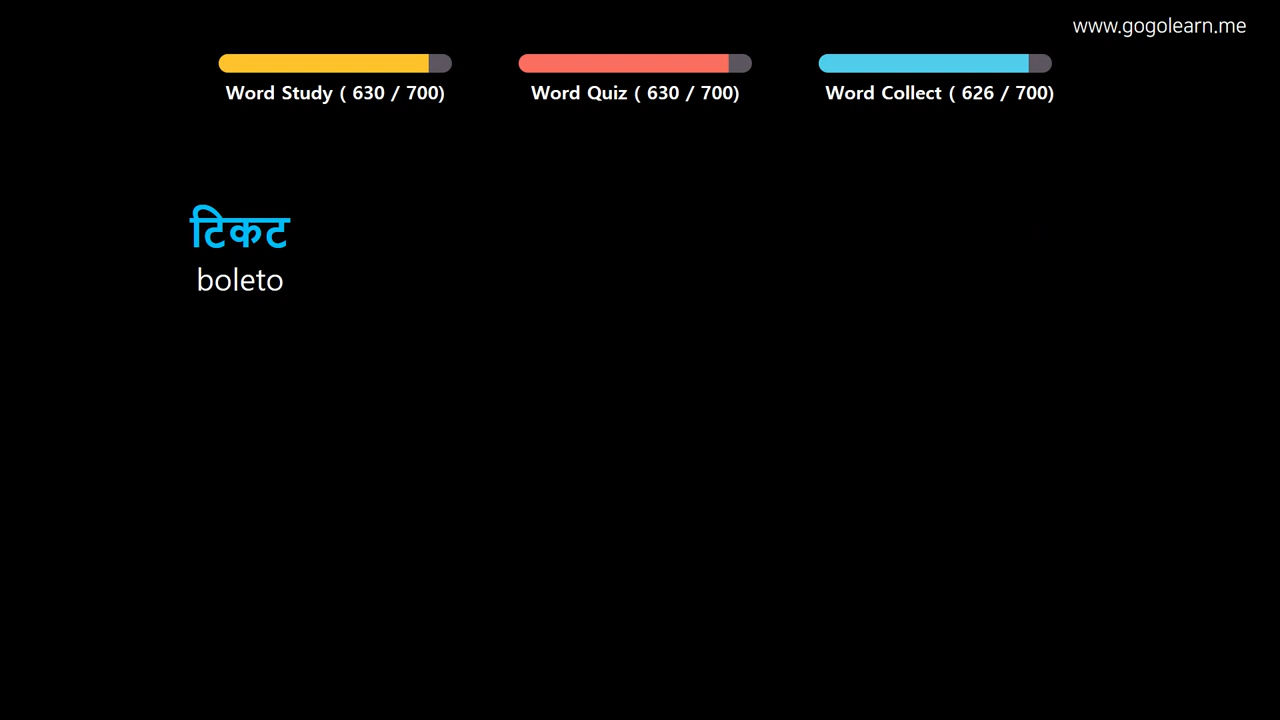 www.gogolearn.me
Word Study ( 630 / 700)
Word Quiz ( 630 / 700)
Word Collect ( 626 / 700)
टिकट
boleto